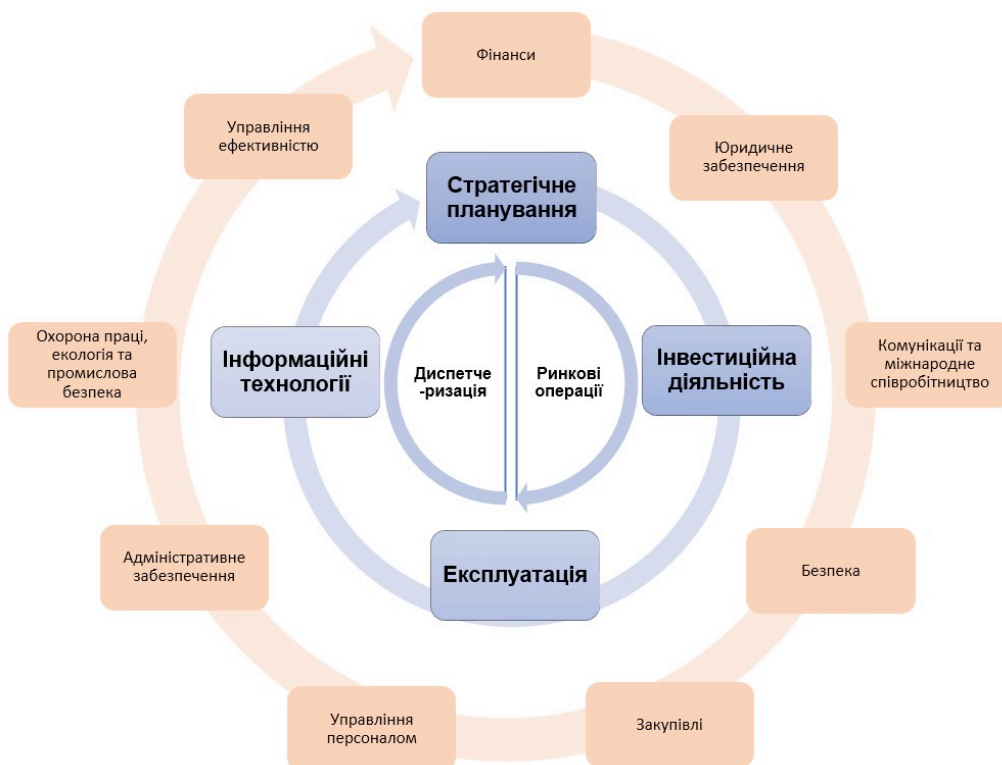 Фінанси
Управління
ефективністю
Юридичне
забезпечення
Стратегічне
планування
Охорона праці,
екологія та
промислова
безпека
Інформаційні
технології
Диспетче
-ризація
Ринкові
операції
Інвестиційна
діяльність
Комунікації та
міжнародне
співробітництво
Адміністративне
забезпечення
Експлуатація
Безпека
Управління
персоналом
Закупівлі